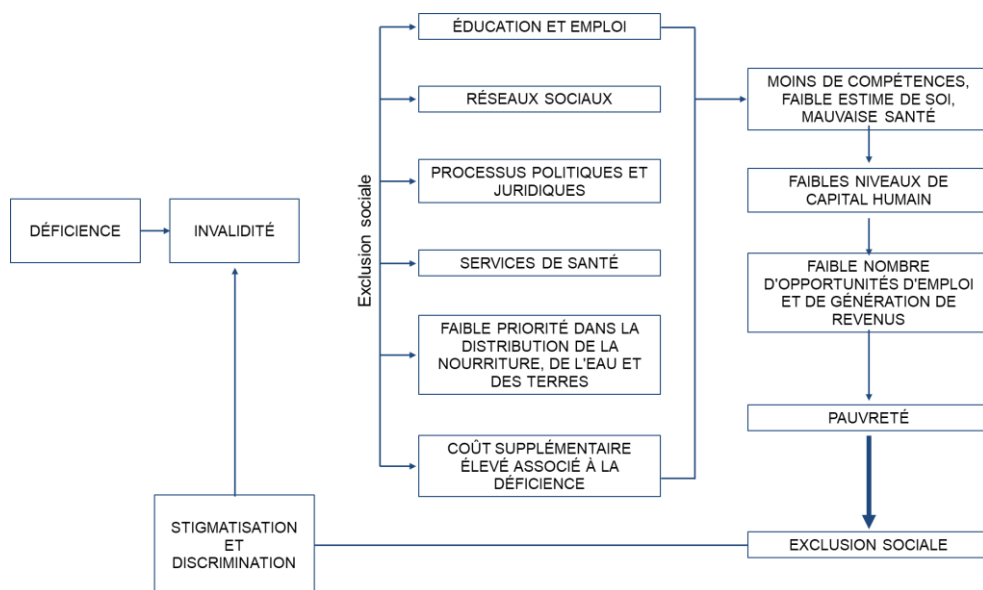 DÉFICIENCE
INVALIDITÉ
STIGMATISATION
ET
DISCRIMINATION
Exclusion sociale
ÉDUCATION ET EMPLOI
RÉSEAUX SOCIAUX
PROCESSUS POLITIQUES ET
JURIDIQUES
SERVICES DE SANTÉ
FAIBLE PRIORITÉ DANS LA
DISTRIBUTION DE LA
NOURRITURE, DE L'EAU ET
DES TERRES
COÛT SUPPLÉMENTAIRE
ÉLEVÉ ASSOCIÉ À LA
DÉFICIENCE
MOINS DE COMPÉTENCES,
FAIBLE ESTIME DE SOI,
MAUVAISE SANTÉ
FAIBLES NIVEAUX DE
CAPITAL HUMAIN
FAIBLE NOMBRE
D'OPPORTUNITÉS D'EMPLOI
ET DE GÉNÉRATION DE
REVENUS
PAUVRETÉ
EXCLUSION SOCIALE